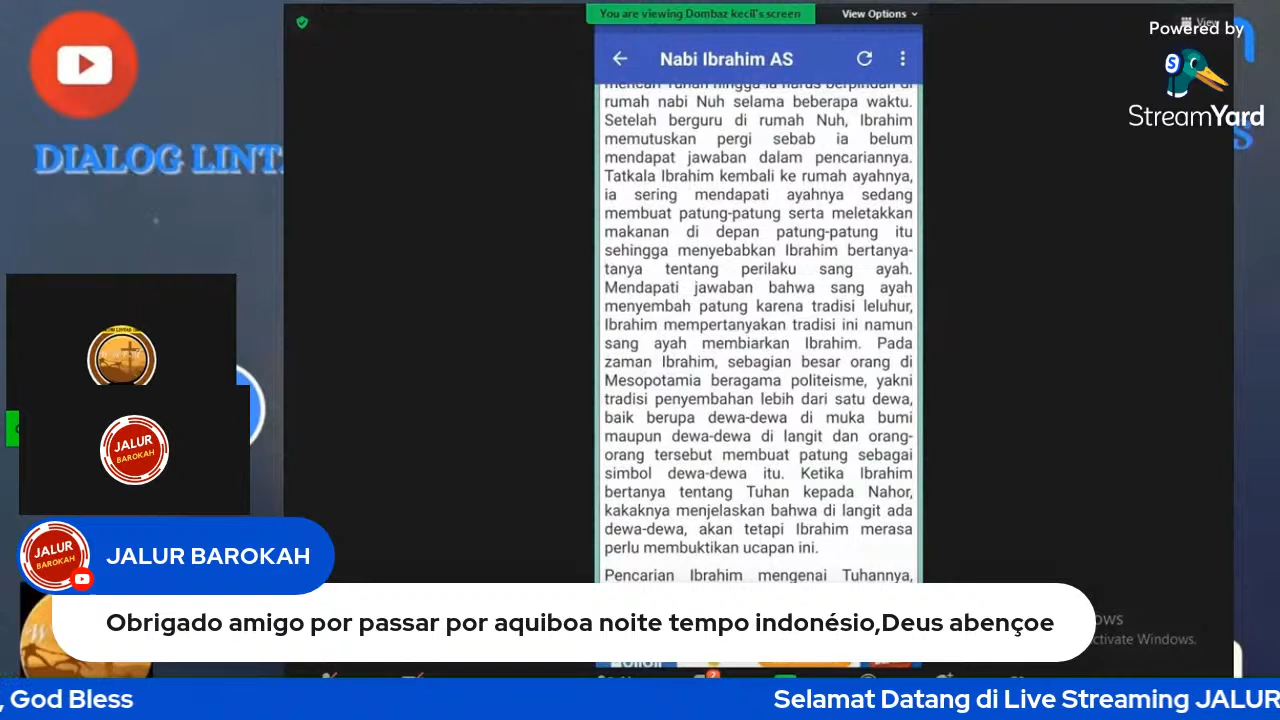 You are viewing Dombaz kecil's screen
View Options
View
Powered by
StreamYard
DIALOG LINT
Nabi Ibrahim AS
rumah nabi Nuh selama beberapa waktu.
Setelah berguru di rumah Nuh, Ibrahim
memutuskan pergi sebab ia belum
mendapat jawaban dalam pencariannya.
Tatkala Ibrahim kembali ke rumah ayahnya,
ia sering mendapati ayahnya sedang
membuat patung-patung serta meletakkan
makanan di depan patung-patung itu
sehingga menyebabkan Ibrahim bertanya-
tanya tentang perilaku sang ayah.
Mendapati jawaban bahwa sang ayah
menyembah patung karena tradisi leluhur,
Ibrahim mempertanyakan tradisi ini namun
sang ayah membiarkan Ibrahim. Pada
zaman Ibrahim, sebagian besar orang di
Mesopotamia beragama politeisme, yakni
tradisi penyembahan lebih dari satu dewa,
baik berupa dewa-dewa di muka bumi
maupun dewa-dewa di langit dan orang-
orang tersebut membuat patung sebagai
simbol dewa-dewa itu. Ketika Ibrahim
bertanya tentang Tuhan kepada Nahor,
kakaknya menjelaskan bahwa di langit ada
dewa-dewa, akan tetapi Ibrahim merasa
perlu membuktikan ucapan ini.
Pencarian Ibrahim mengenai Tuhannya,
JALUR
BAROKAH
JALUR
BAROKAH
JALUR BAROKAH
Obrigado amigo por passar por aquiboa noite tempo indonésio,Deus abençoe
ctivate Windows.
, God Bless
Selamat Datang di Live Streaming JALUR